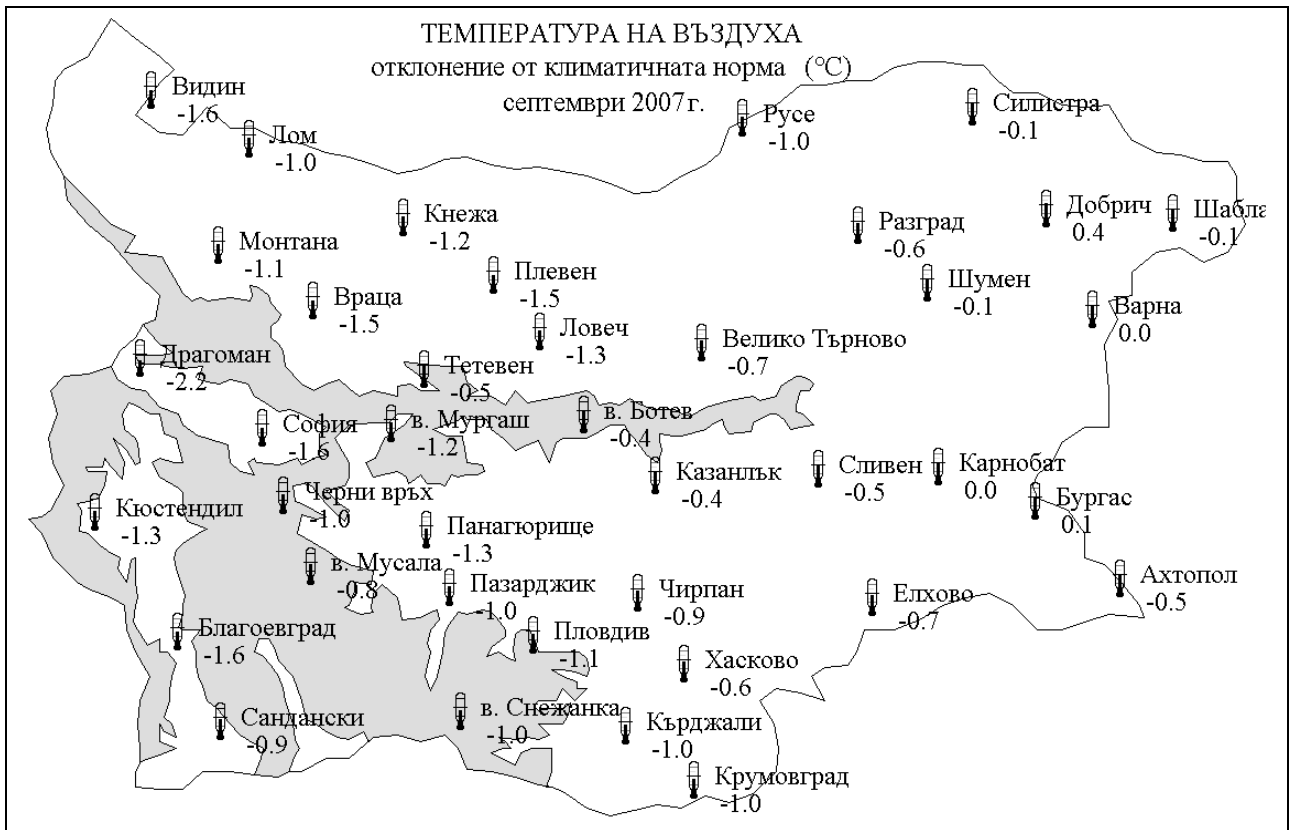 ТЕМПЕРАТУРА НА ВЪЗДУХА
отклонение от климатичната норма (°C)
септември 2007г.
Видин
-1.6
Лом
-1.0
Русе
-1.0
Силистра
-0.1
Кнежа
-1.2
Разград
-0.6
Добрич
0.4
Шабла
-0.1
Монтана
-1.1
Плевен
-1.5
Шумен
-0.1
Враца
-1.5
Варна
0.0
Ловеч
-1.3
Велико Търново
-0.7
Драгоман
-2.2
Тетевен
-0.5
София
-1.6
в. Мургаш
-1.2
в. Ботев
-0.4
Казанлък
-0.4
Сливен
-0.5
Карнобат
0.0
Бургас
0.1
Черни връх
-1.0
Кюстендил
-1.3
Панагюрище
-1.3
в. Мусала
-0.8
Пазарджик
-1.0
Чирпан
-0.9
Елхово
-0.7
Ахтопол
-0.5
Благоевград
-1.6
Пловдив
-1.1
Хасково
-0.6
Сандански
-0.9
в. Снежанка
-1.0
Кърджали
-1.0
Крумовград
-1.0